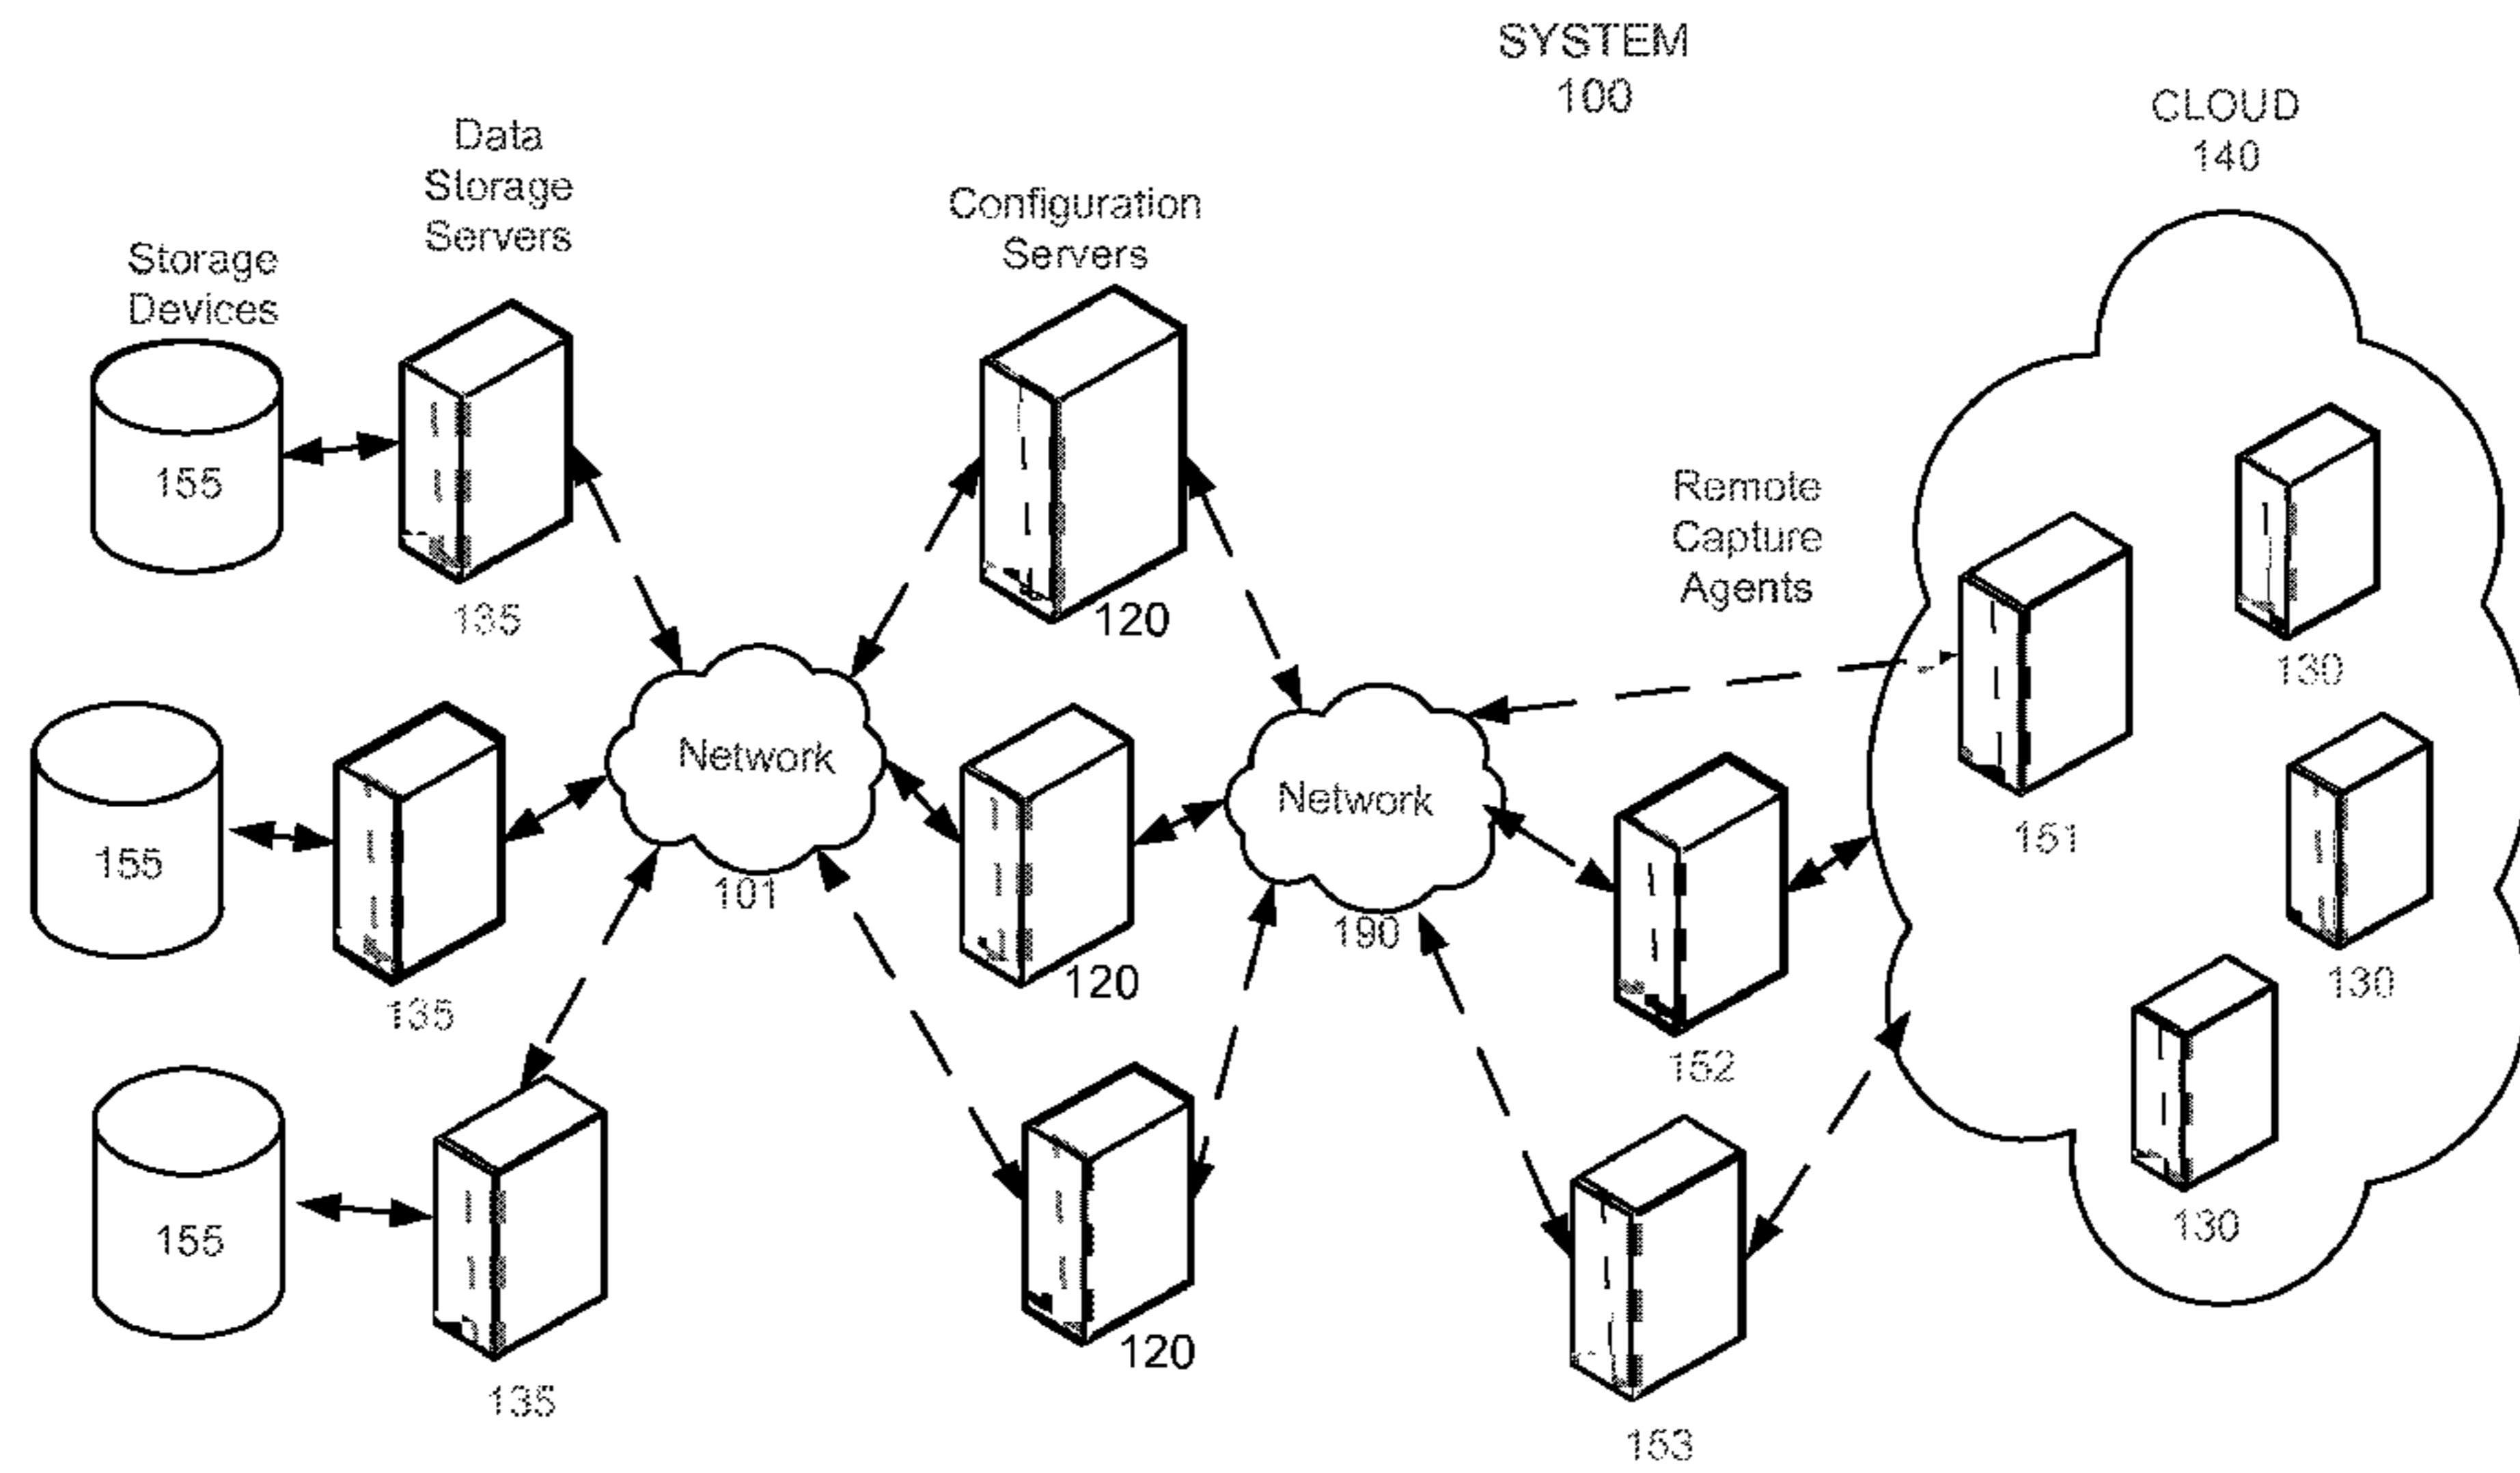 SYSTEM
100
CLOUD
140
Data
Storage
Servers
Configuration
Servers
Storage
Devices
Remote
Capture
Agents
155
135
120
130
Network
101
Network
190
151
155
135
120
130
152
155
135
120
130
153